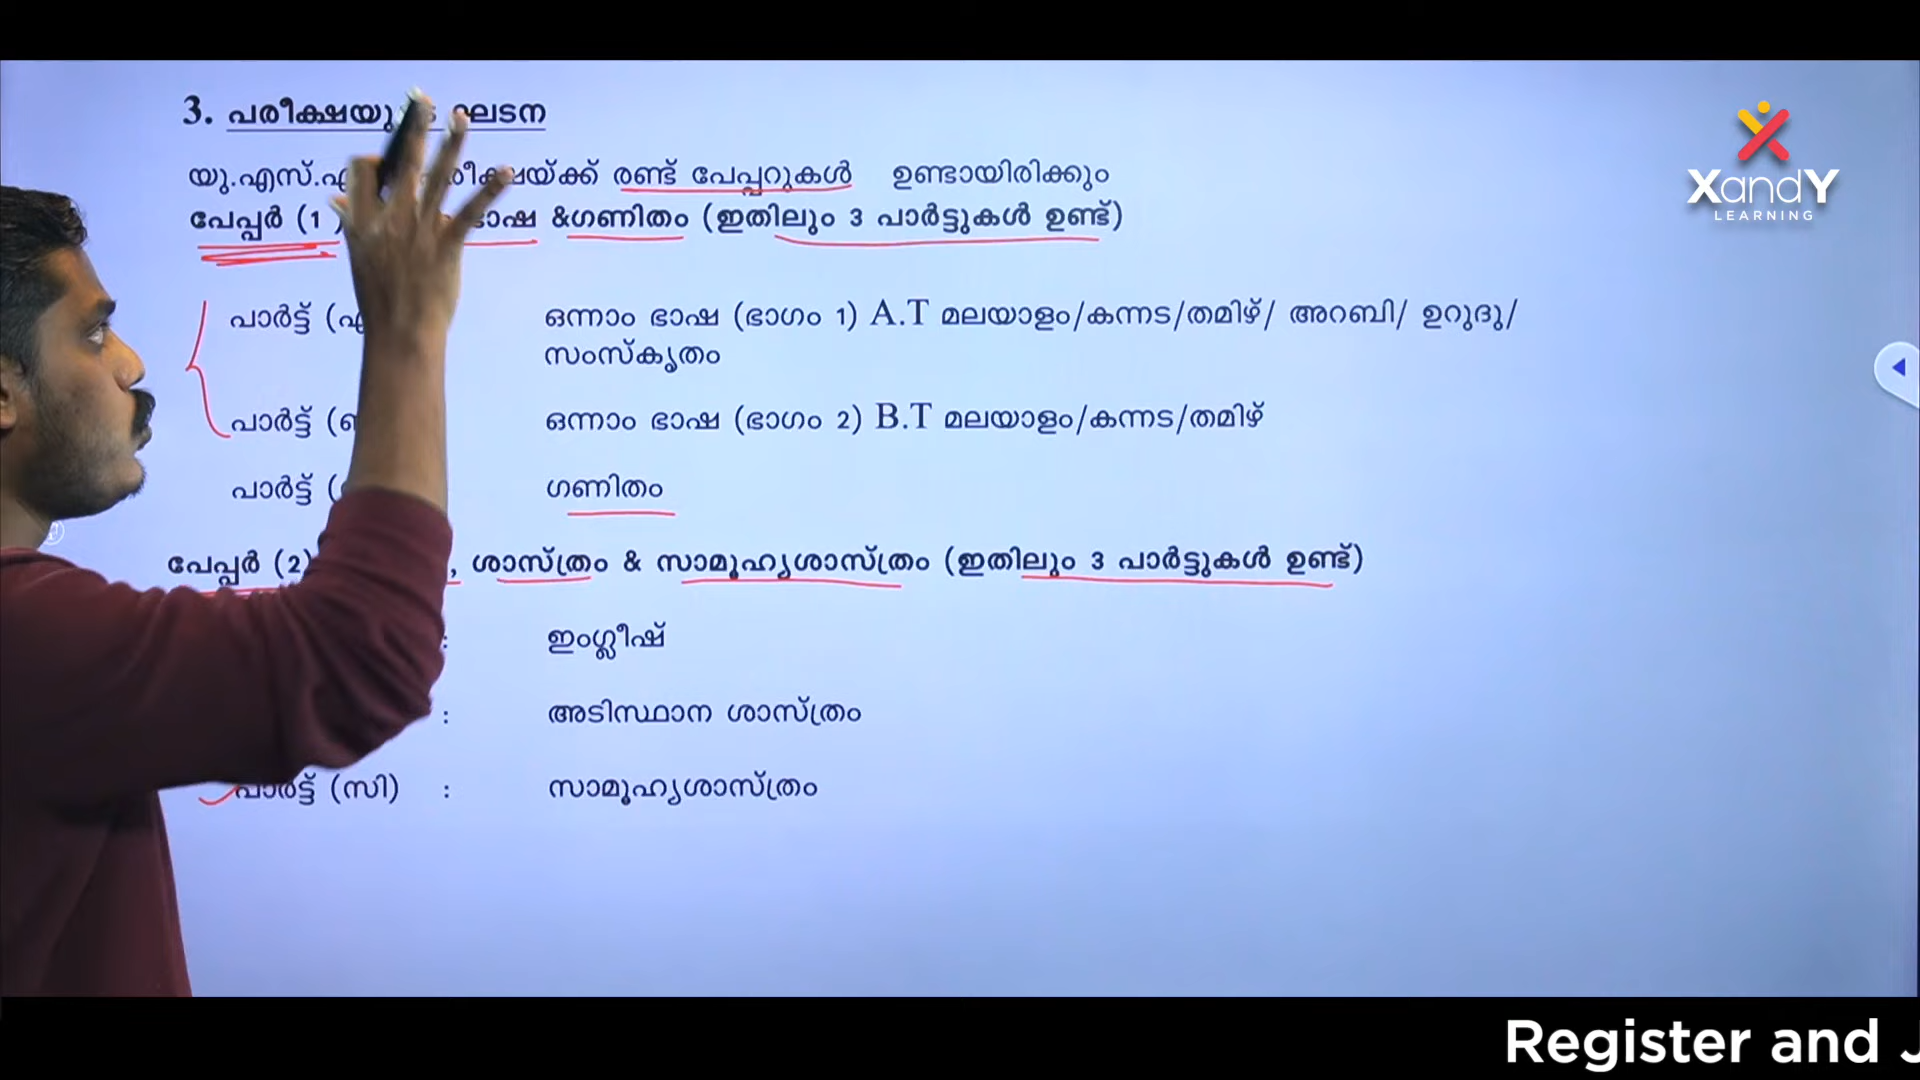 3. പരീക്ഷയു ഘടന
യു.എസ്.എ പരീക്ഷയ്ക്ക് രണ്ട് പേപ്പറുകൾ ഉണ്ടായിരിക്കും
പേപ്പർ (1) ഭാഷ &ഗണിതം (ഇതിലും 3 പാർട്ടുകൾ ഉണ്ട്)
പാർട്ട് (എ ഒന്നാം ഭാഷ (ഭാഗം 1) A.T മലയാളം/കന്നട/തമിഴ്/ അറബി/ ഉറുദു/
സംസ്കൃതം
പാർട്ട് ഒന്നാം ഭാഷ (ഭാഗം 2) B.T മലയാളം/കന്നട/തമിഴ്
പാർട്ട് ഗണിതം
പേപ്പർ (2) , ശാസ്ത്രം & സാമൂഹ്യശാസ്ത്രം (ഇതിലും 3 പാർട്ടുകൾ ഉണ്ട്)
: ഇംഗ്ലീഷ്
: അടിസ്ഥാന ശാസ്ത്രം
പാർട്ട് (സി) : സാമൂഹ്യശാസ്ത്രം
XandY
LEARNING
Register and J